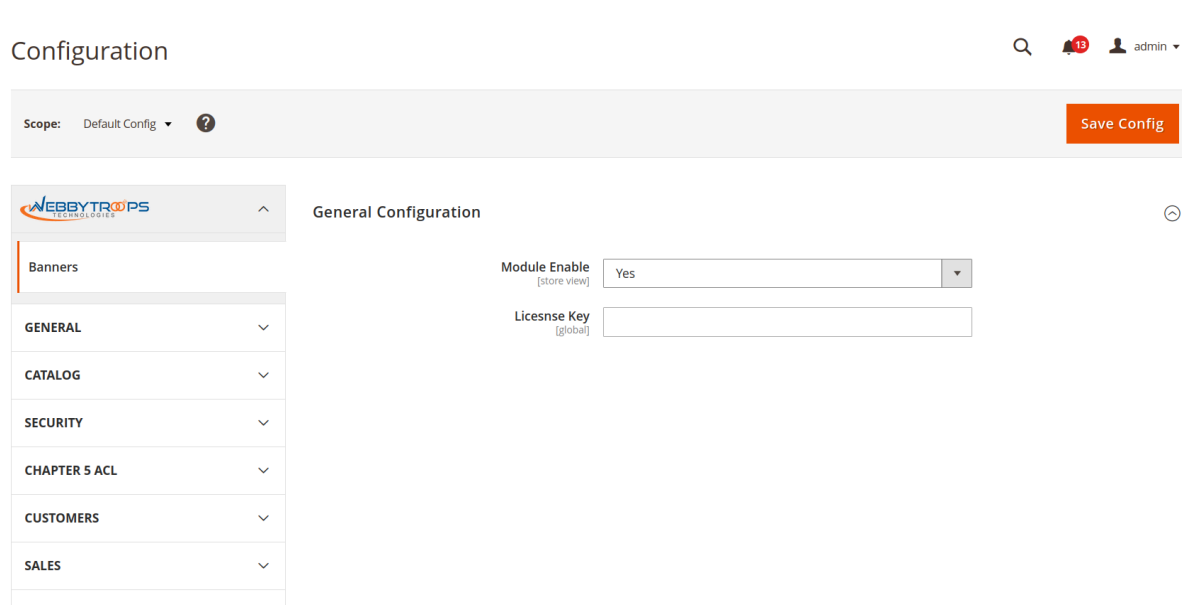 Configuration
13
admin
Scope: Default Config ?
Save Config
WEBBYTROOPS
TECHNOLOGIES
Banners
GENERAL
CATALOG
SECURITY
CHAPTER 5 ACL
CUSTOMERS
SALES
General Configuration
Module Enable
[store view]
Yes
Licesnse Key
[global]